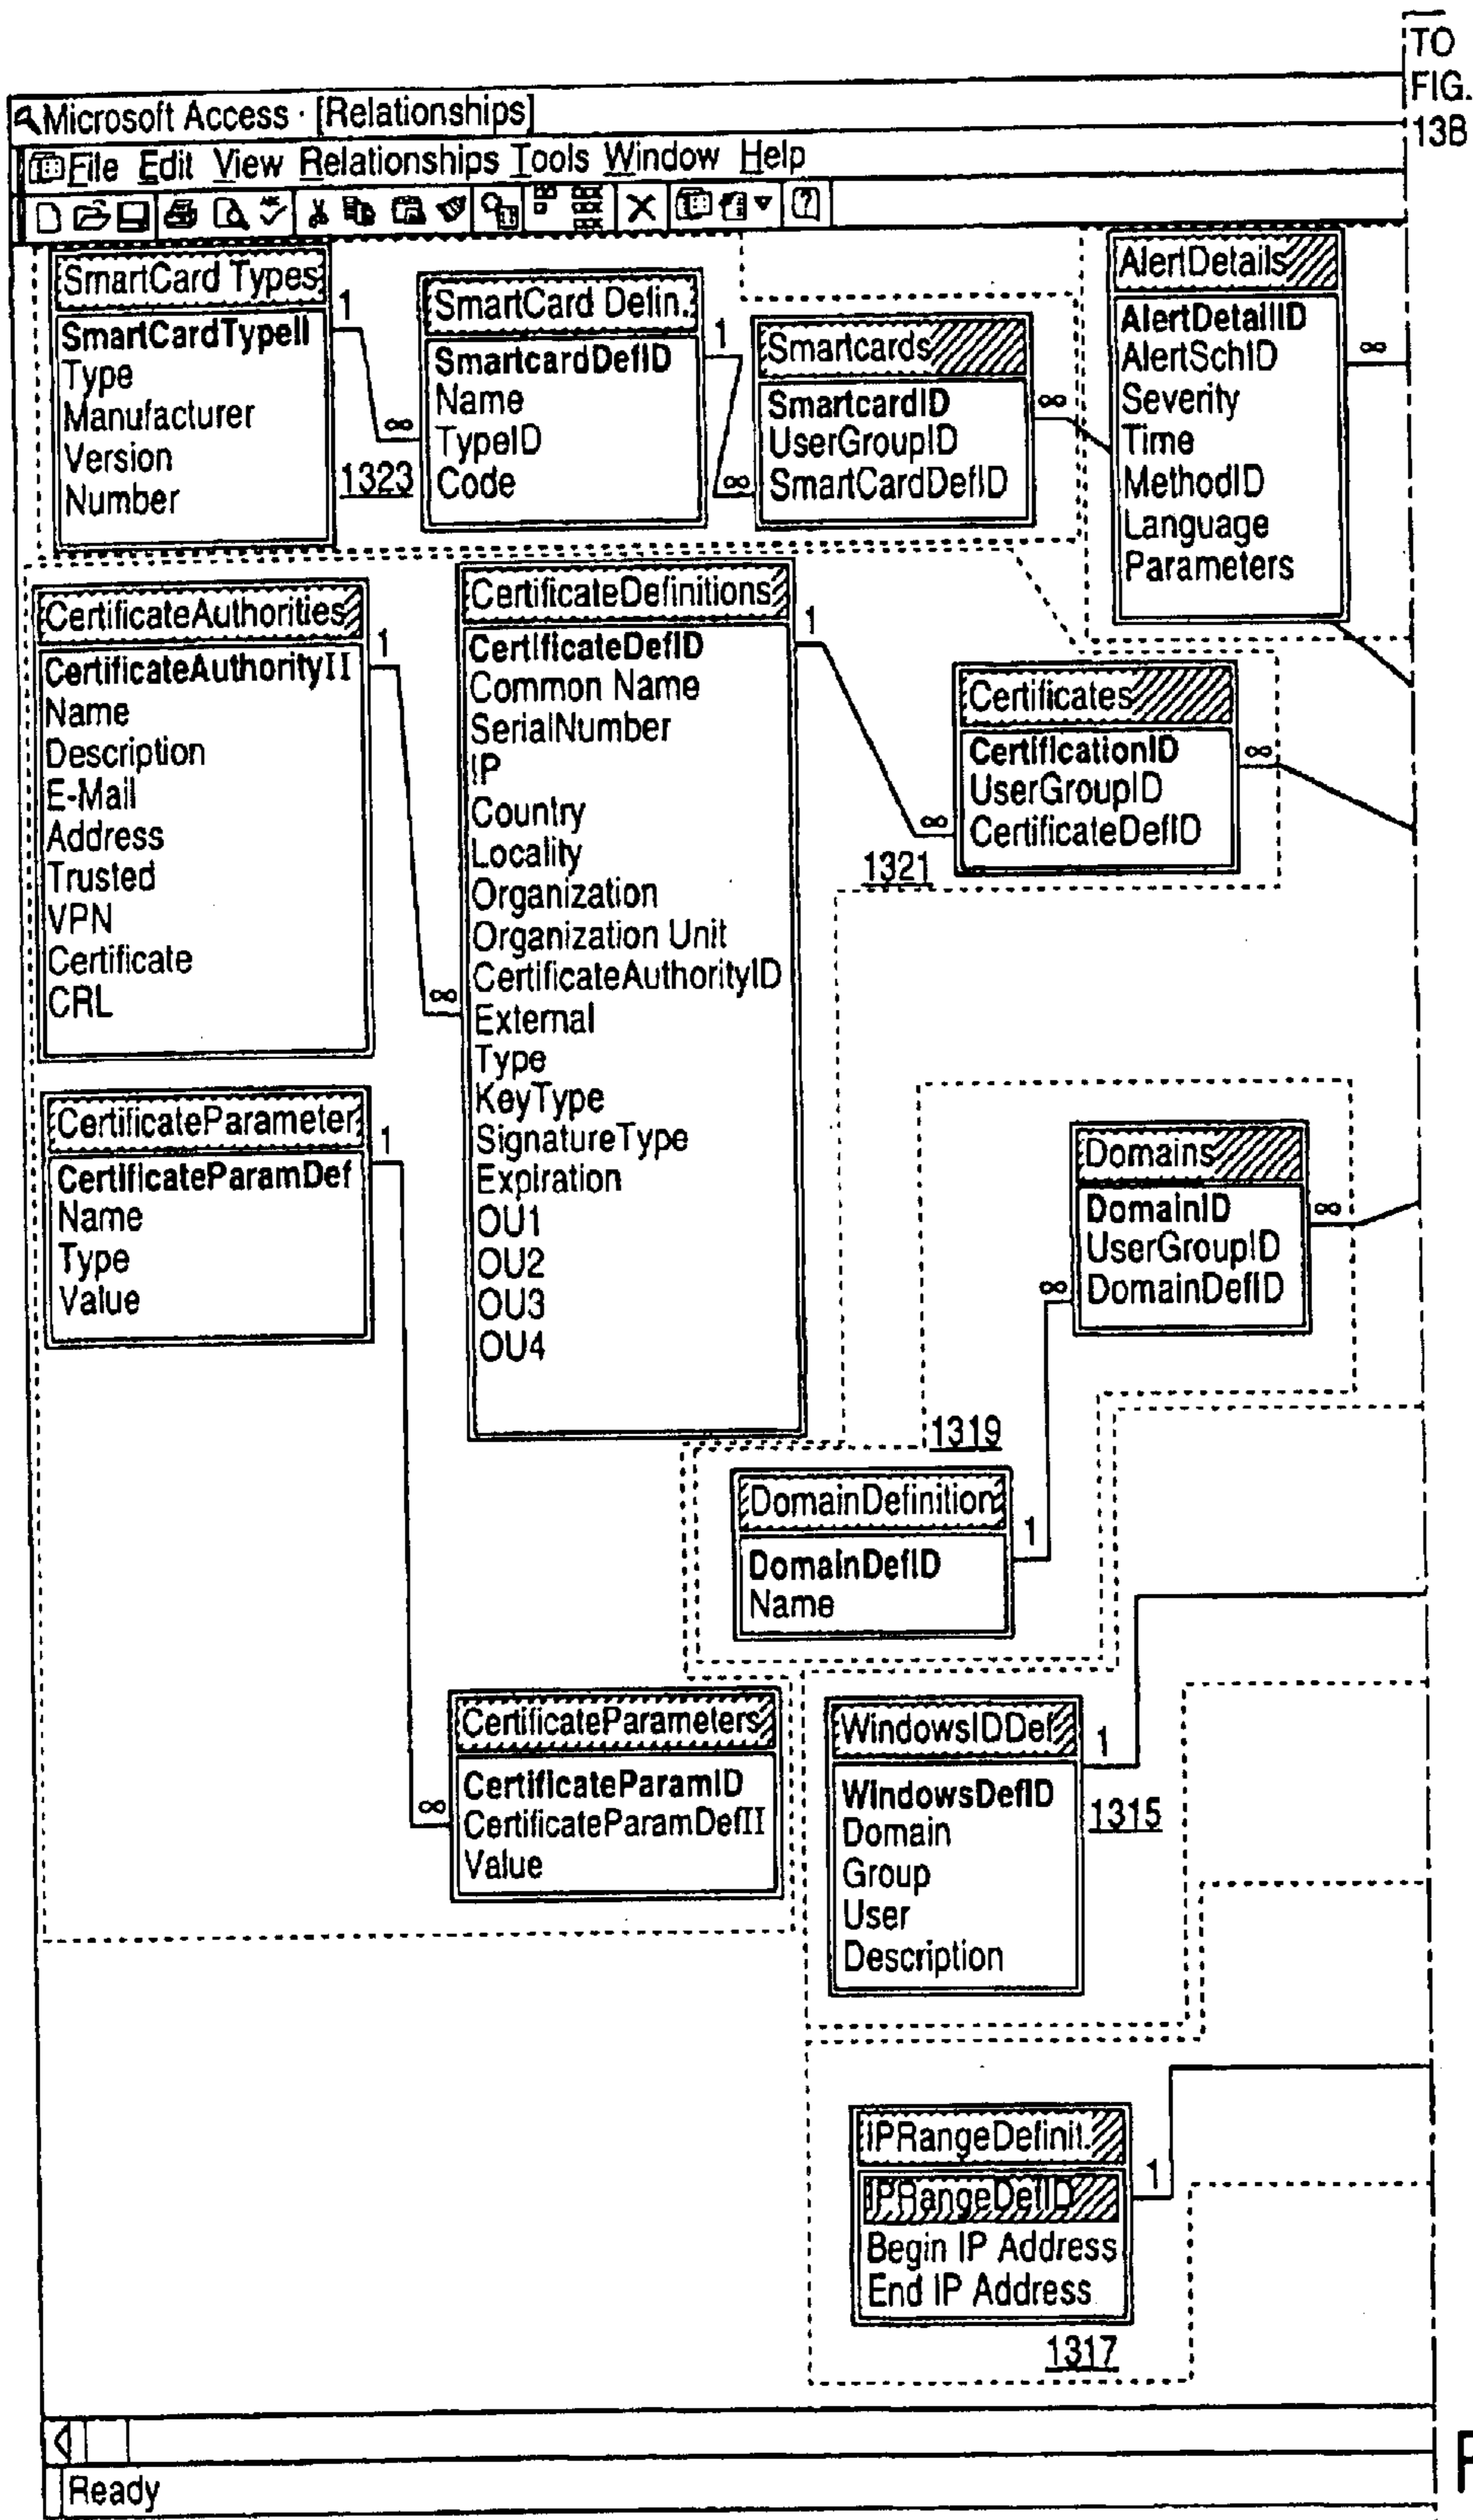 TO
FIG.
13B
Microsoft Access · [Relationships]
File Edit View Relationships Tools Window Help
SmartCard Types
SmartCardTypeII
Type
Manufacturer
Version
Number
1
∞
1323
SmartCard Defin.
SmartcardDefID
Name
TypeID
Code
1
∞
Smartcards
SmartcardID
UserGroupID
SmartCardDefID
∞
AlertDetails
AlertDetailID
AlertSchID
Severity
Time
MethodID
Language
Parameters
∞
CertificateAuthorities
CertificateAuthorityII
Name
Description
E-Mail
Address
Trusted
VPN
Certificate
CRL
1
∞
CertificateDefinitions
CertificateDefID
Common Name
SerialNumber
IP
Country
Locality
Organization
Organization Unit
CertificateAuthorityID
External
Type
KeyType
SignatureType
Expiration
OU1
OU2
OU3
OU4
1
∞
Certificates
CertificationID
UserGroupID
CertificateDefID
∞
1321
CertificateParameter
CertificateParamDef
Name
Type
Value
1
∞
Domains
DomainID
UserGroupID
DomainDefID
∞
∞
1319
DomainDefinition
DomainDefID
Name
1
CertificateParameters
CertificateParamID
CertificateParamDefII
Value
WindowsIDDef
WindowsDefID
Domain
Group
User
Description
1
1315
IPRangeDefinit.
IPRangeDefID
Begin IP Address
End IP Address
1
1317
Ready